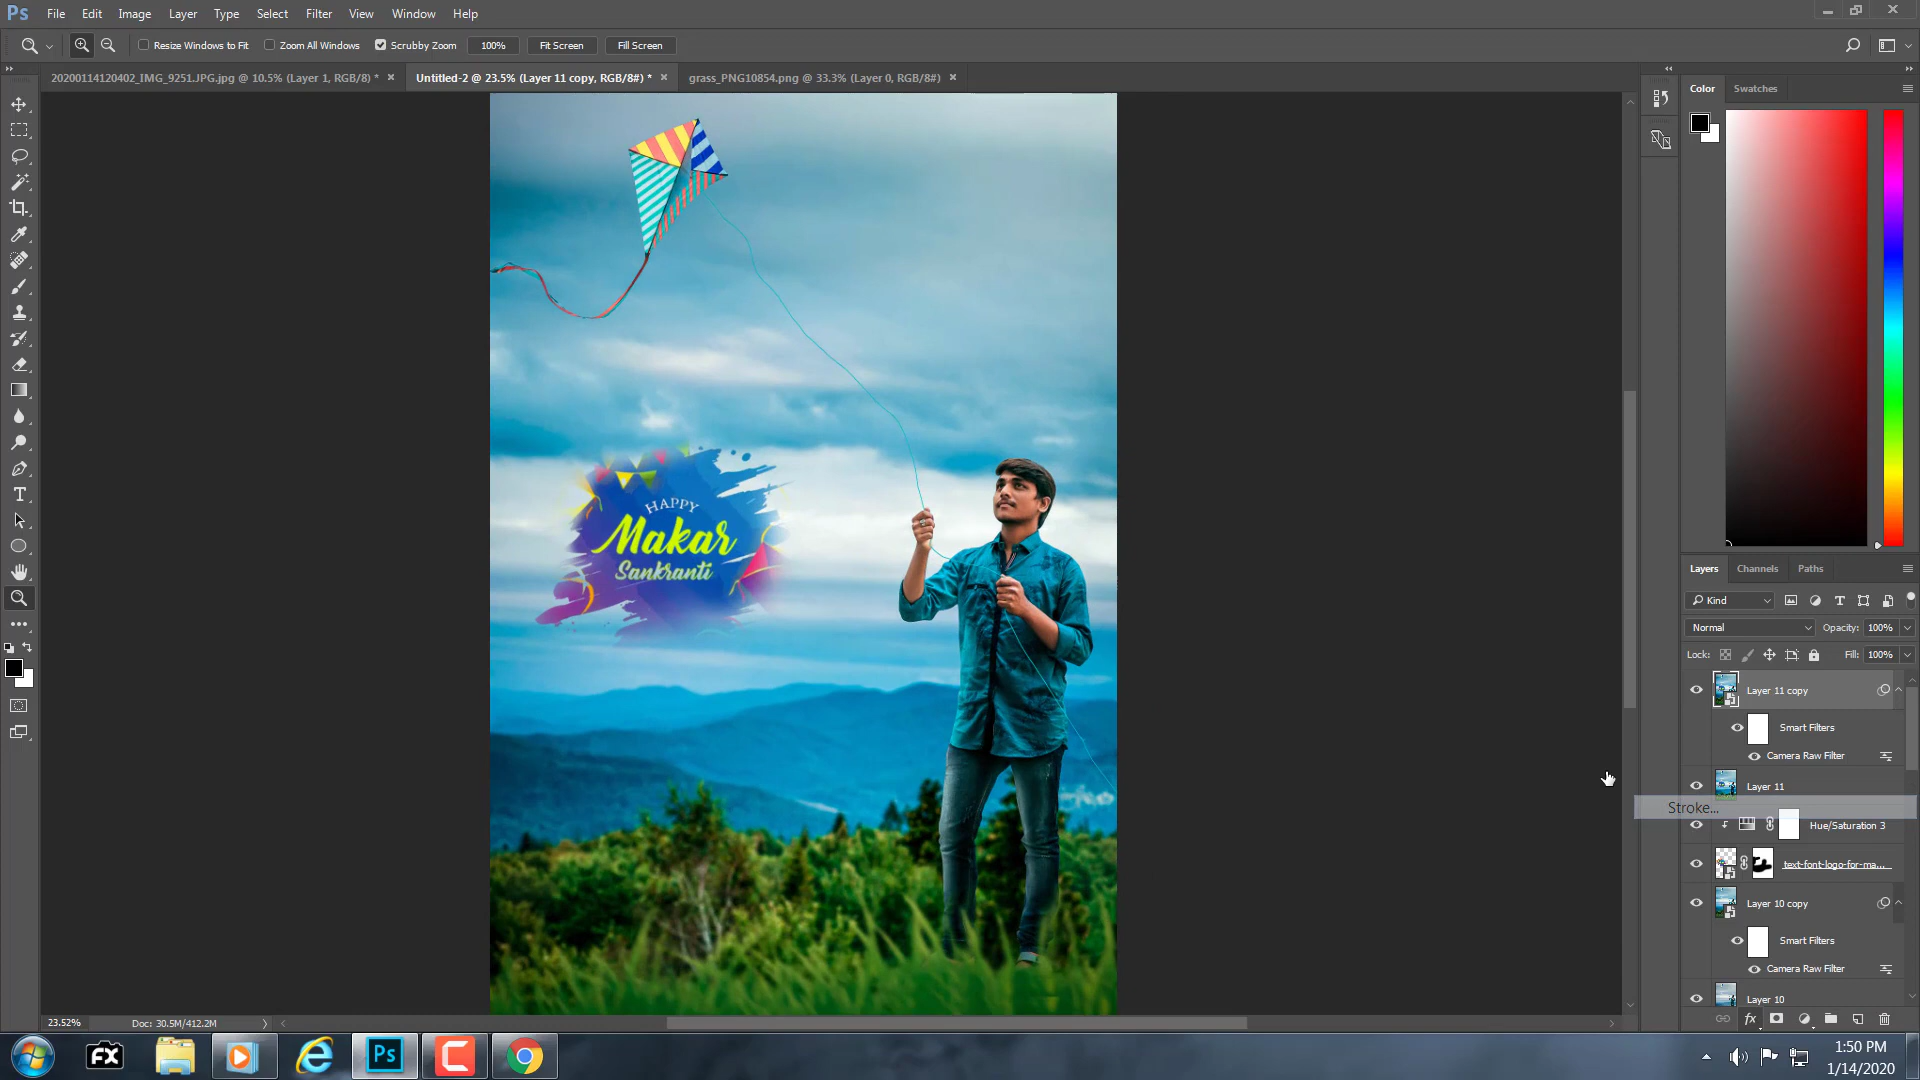 Ps File Edit Image Layer Type Select Filter 3D View Window Help
Resize Windows to Fit Zoom All Windows Scrubby Zoom 100% Fit Screen Fill Screen
20200114120402_IMG_9251.JPG.jpg @ 10.5% (Layer 1, RGB/8) * × Untitled-2 @ 23.5% (Layer 11 copy, RGB/8#) * × grass_PNG10854.png @ 33.3% (Layer 0, RGB/8#) ×
Color Swatches
HAPPY
Makar
Sankranti
Layers Channels Paths
Kind
Normal Opacity: 100%
Lock: Fill: 100%
Layer 11 copy
Smart Filters
Camera Raw Filter
Layer 11
Stroke...
Hue/Saturation 3
text-font-logo-for-ma...
Layer 10 copy
Smart Filters
Camera Raw Filter
Layer 10
fx
23.52% Doc: 30.5M/412.2M
FX Ps
1:50 PM
1/14/2020